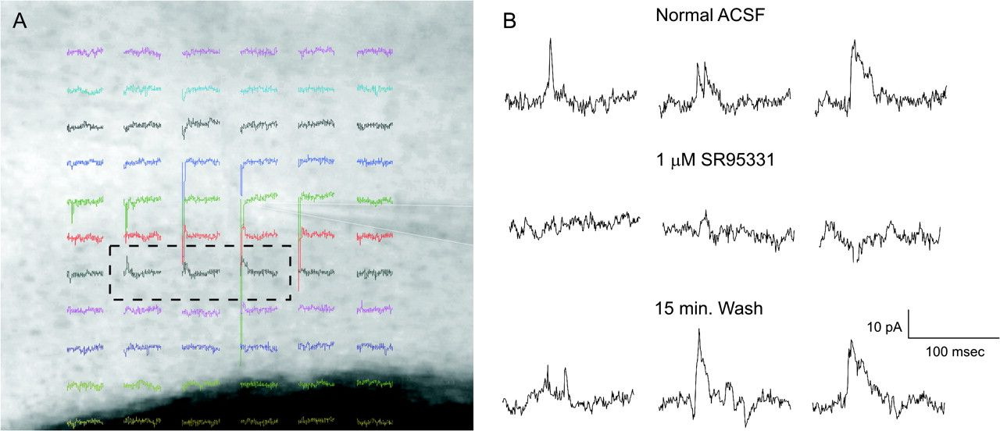 A
B
Normal ACSF
1 μM SR95331
15 min. Wash
10 pA
100 msec